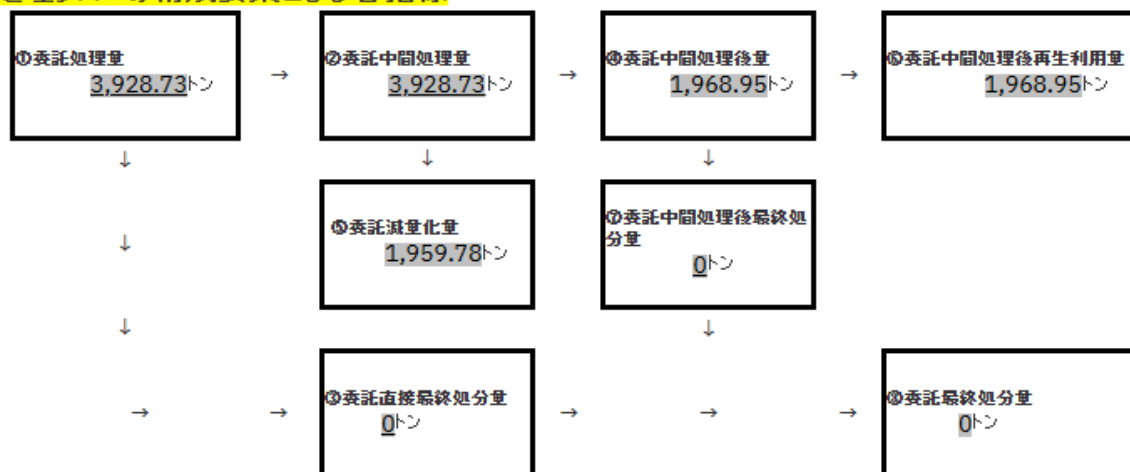 ①委託処理量
3,928.73トン
→
②委託中間処理量
3,928.73トン
→
④委託中間処理後量
1,968.95トン
→
⑥委託中間処理後再生利用量
1,968.95トン
↓
↓
↓
↓
⑤委託減量化量
1,959.78トン
⑦委託中間処理後最終処
分量
0トン
↓
↓
→
→
③委託直接最終処分量
0トン
→
→
→
⑧委託最終処分量
0トン